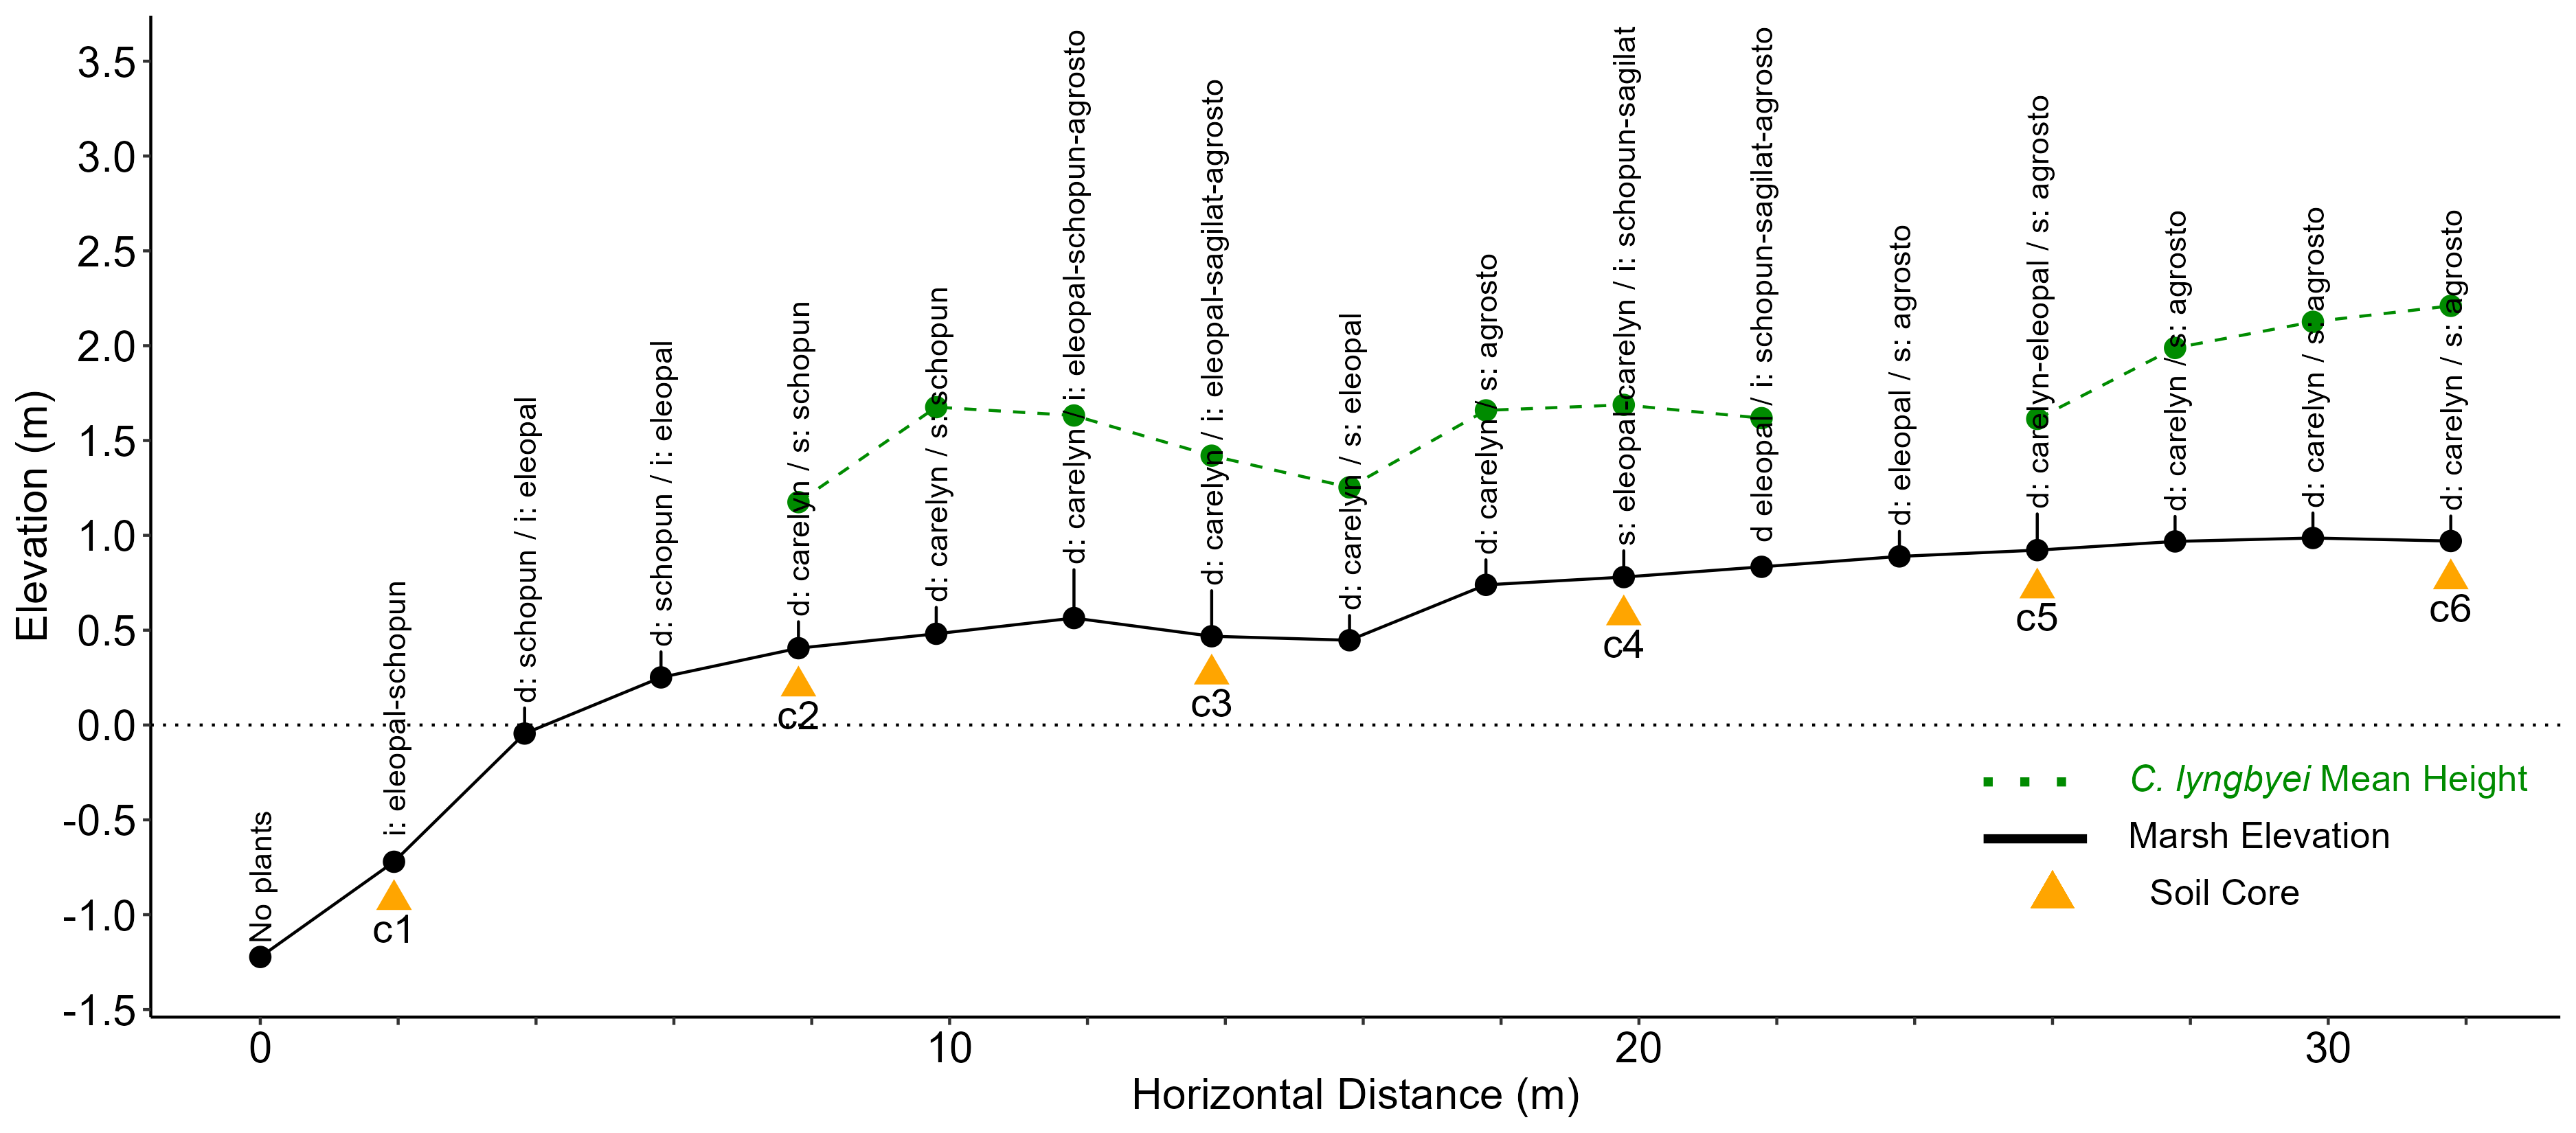 Elevation (m)
3.5
3.0
2.5
2.0
1.5
1.0
0.5
0.0
-0.5
-1.0
-1.5
No plants
i: eleopal-schopun
d: schopun / i: eleopal
d: schopun / i: eleopal
d: carelyn / s: schopun
d: carelyn / s: schopun
d: carelyn / i: eleopal-schopun-agrosto
d: carelyn / i: eleopal-sagilat-agrosto
d: carelyn / s: eleopal
d: carelyn / s: agrosto
s: eleopal-carelyn / i: schopun-sagilat
d eleopal / i: schopun-sagilat-agrosto
d: eleopal / s: agrosto
d: carelyn-eleopal / s: agrosto
d: carelyn / s: agrosto
d: carelyn / s: agrosto
d: carelyn / s: agrosto
c1
c2
c3
c4
c5
c6
C. lyngbyei Mean Height
Marsh Elevation
Soil Core
0
10
20
30
Horizontal Distance (m)